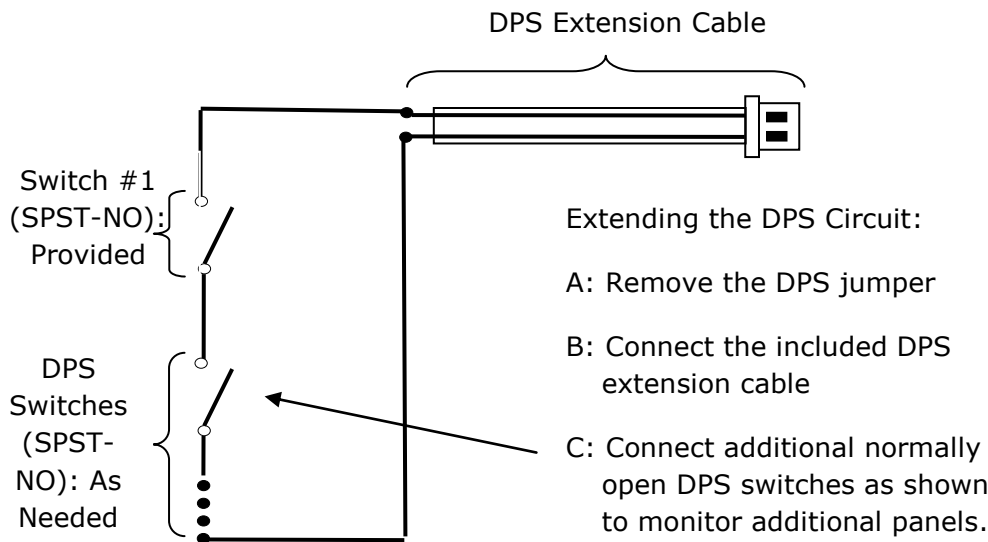 DPS Extension Cable
Switch #1
(SPST-NO):
Provided
DPS
Switches
(SPST-
NO): As
Needed
Extending the DPS Circuit:
A: Remove the DPS jumper
B: Connect the included DPS
extension cable
C: Connect additional normally
open DPS switches as shown
to monitor additional panels.